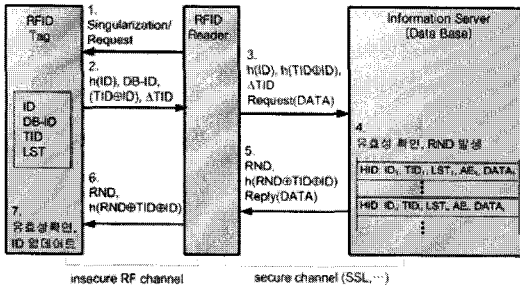 RFID
Tag
RFID
Reader
Information Server
(Data Base)
1.
Singularization/
Request
2.
h(ID), DB-ID,
(TID⊕ID), ΔTID
3.
h(ID), h(TID⊕ID),
ΔTID
Request(DATA)
ID
DB-ID
TID
LST
4.
유효성 확인, RND 발생
HID ID, TID, LST, AE, DATA,
HID ID, TID, LST, AE, DATA,
5.
RND,
h(RND⊕TID⊕ID)
Reply(DATA)
6.
RND,
h(RND⊕TID⊕ID)
7.
유효성확인,
ID 업데이트
insecure RF channel
secure channel (SSL,···)